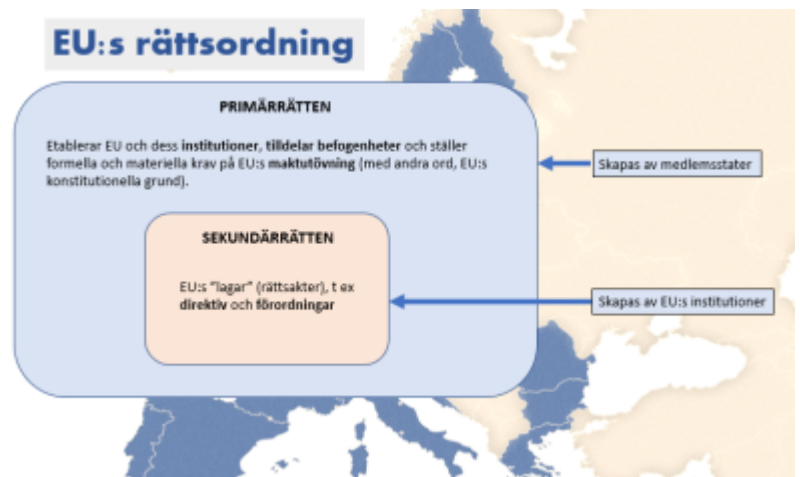 EU:s rättsordning
PRIMÄRRÄTTEN
Etablerar EU och dess institutioner, tilldelar befogenheter och ställer
formella och materiella krav på EU:s maktutövning (med andra ord, EU:s
konstitutionella grund).
Skapas av medlemsstater
SEKUNDÄRRÄTTEN
EU:s "lagar" (rättsakter), t ex
direktiv och förordningar
Skapas av EU:s institutioner